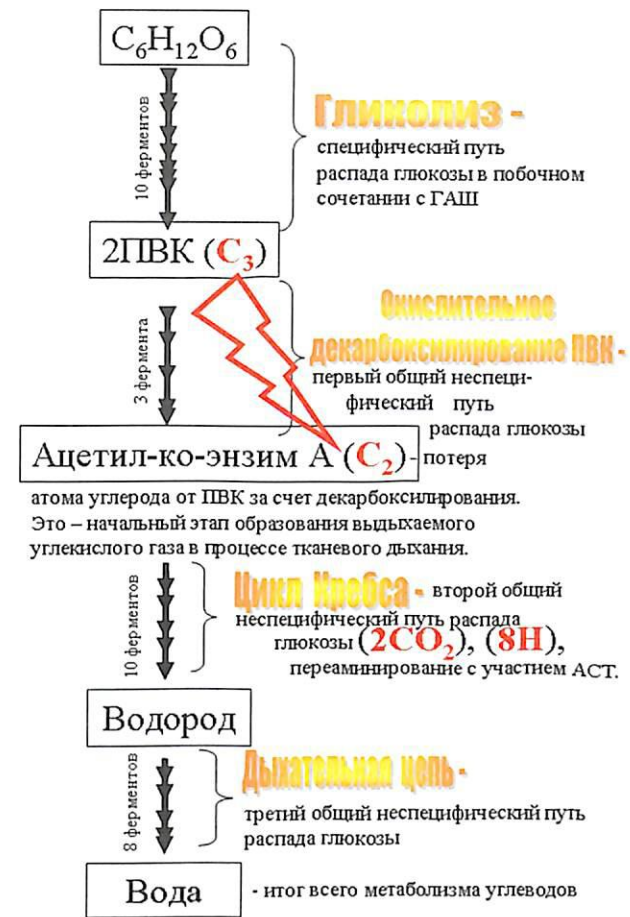 C₆H₁₂O₆
10 ферментов
Гликолиз -
специфический путь
распада глюкозы в побочном
сочетании с ГАШ
2ПВК (C₃)
3 фермента
Окислительное
декарбоксилирование ПВК -
первый общий неспеци-
фический путь
распада глюкозы
Ацетил-ко-энзим А (C₂) - потеря
атома углерода от ПВК за счет декарбоксилирования.
Это – начальный этап образования выдыхаемого
углекислого газа в процессе тканевого дыхания.
10 ферментов
Цикл Кребса - второй общий
неспецифический путь распада
глюкозы (2CO₂), (8H),
переаминирование с участием АСТ.
Водород
8 ферментов
Дыхательная цепь -
третий общий неспецифический путь
распада глюкозы
Вода - итог всего метаболизма углеводов